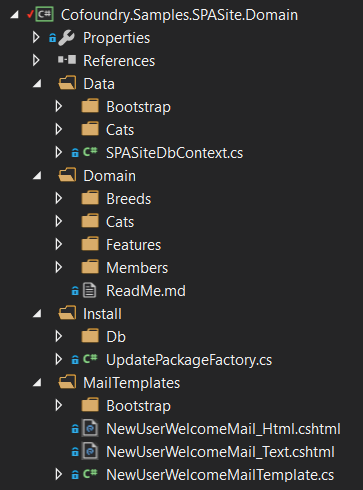 Cofoundry.Samples.SPASite.Domain
Properties
References
Data
Bootstrap
Cats
SPASiteDbContext.cs
Domain
Breeds
Cats
Features
Members
ReadMe.md
Install
Db
UpdatePackageFactory.cs
MailTemplates
Bootstrap
NewUserWelcomeMail_Html.cshtml
NewUserWelcomeMail_Text.cshtml
NewUserWelcomeMailTemplate.cs